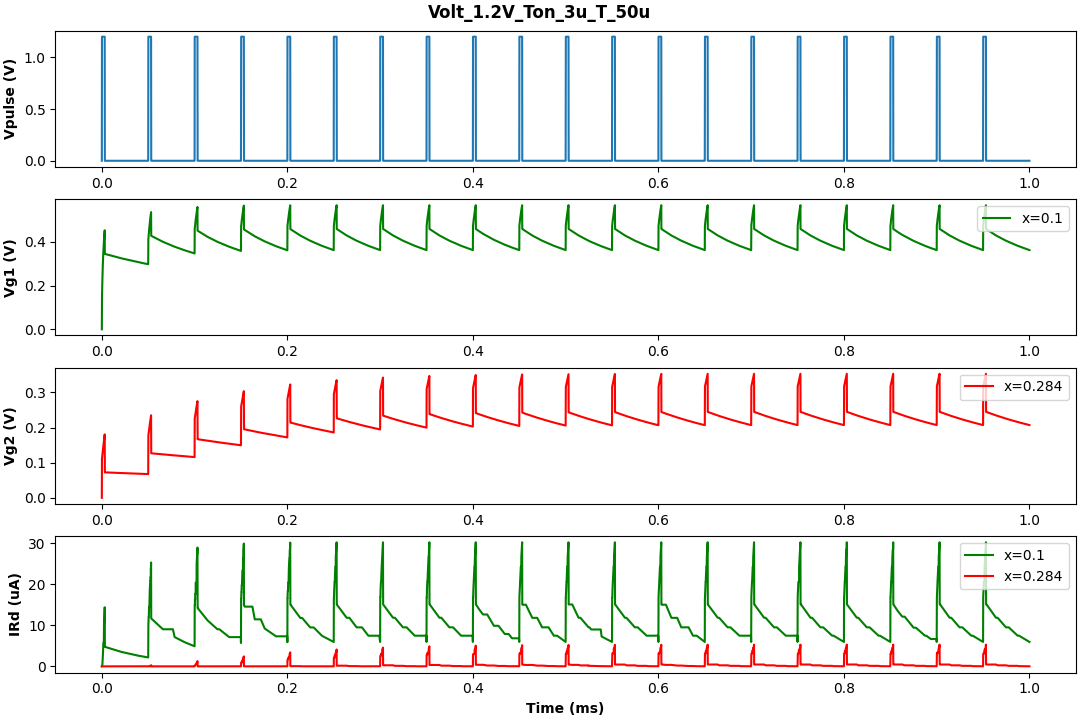 Volt_1.2V_Ton_3u_T_50u
Vpulse (V)
1.0
0.5
0.0
0.0 0.2 0.4 0.6 0.8 1.0
Vg1 (V)
0.4
0.2
0.0
x=0.1
0.0 0.2 0.4 0.6 0.8 1.0
Vg2 (V)
0.3
0.2
0.1
0.0
x=0.284
0.0 0.2 0.4 0.6 0.8 1.0
IRd (uA)
30
20
10
0
x=0.1
x=0.284
0.0 0.2 0.4 0.6 0.8 1.0
Time (ms)